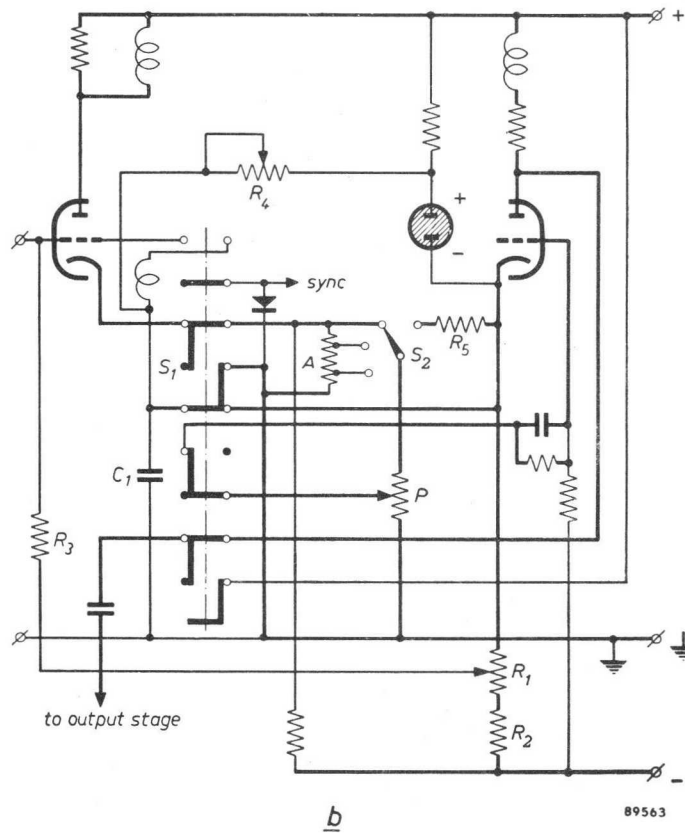 +
R4
+
-
sync
S1
A
S2
R5
C1
P
R3
R1
to output stage
R2
-
b
89563